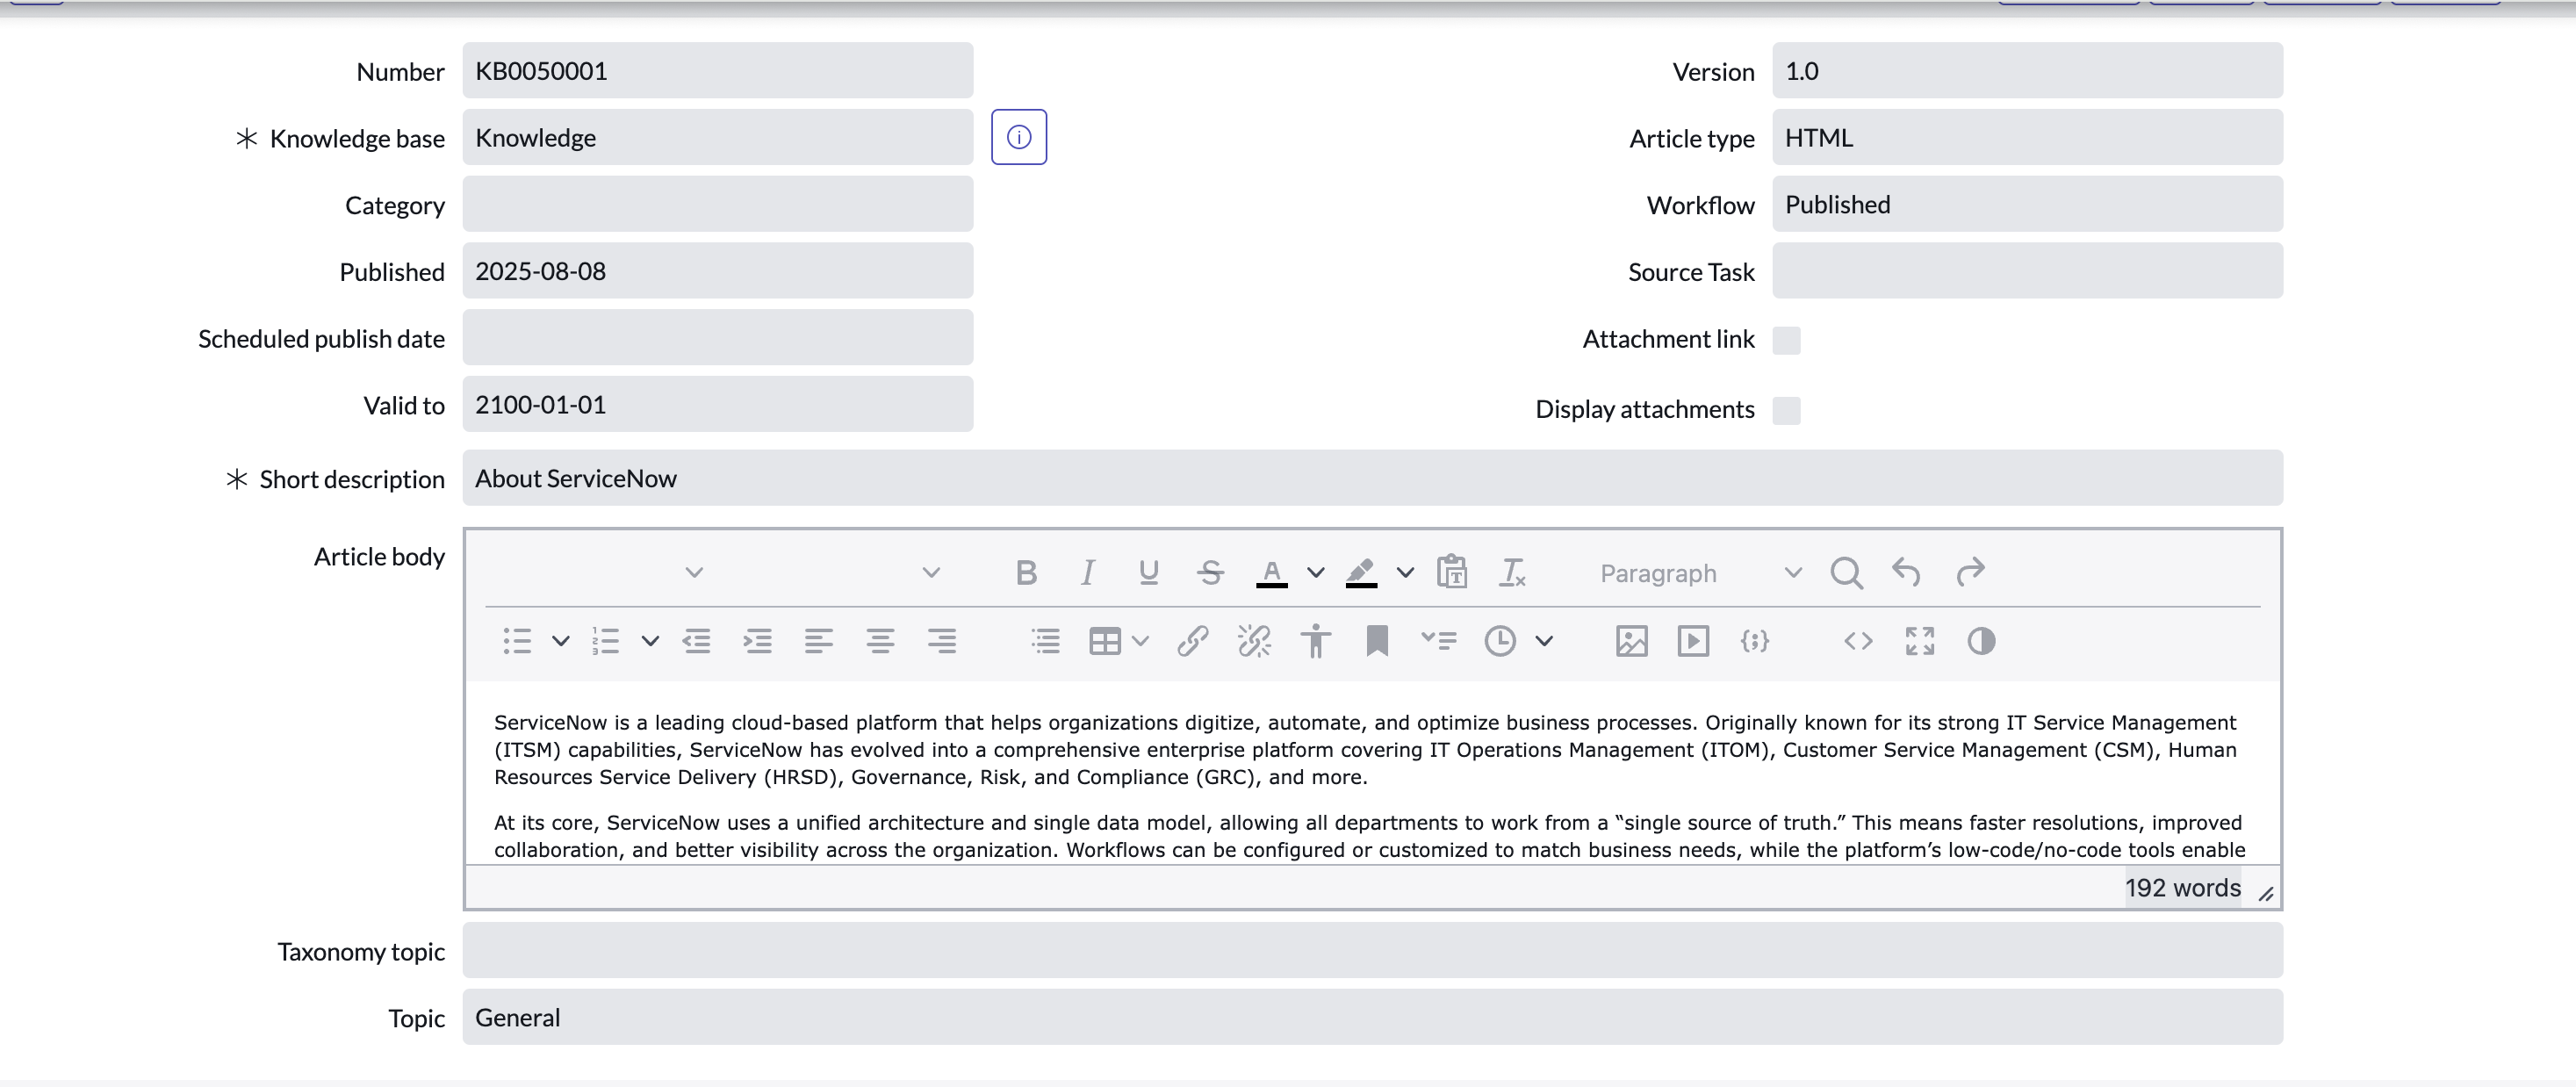 Number KB0050001
Version 1.0
* Knowledge base Knowledge
Article type HTML
Category
Workflow Published
Published 2025-08-08
Source Task
Scheduled publish date
Attachment link
Valid to 2100-01-01
Display attachments
* Short description About ServiceNow
Article body
Paragraph
ServiceNow is a leading cloud-based platform that helps organizations digitize, automate, and optimize business processes. Originally known for its strong IT Service Management
(ITSM) capabilities, ServiceNow has evolved into a comprehensive enterprise platform covering IT Operations Management (ITOM), Customer Service Management (CSM), Human
Resources Service Delivery (HRSD), Governance, Risk, and Compliance (GRC), and more.
At its core, ServiceNow uses a unified architecture and single data model, allowing all departments to work from a “single source of truth.” This means faster resolutions, improved
collaboration, and better visibility across the organization. Workflows can be configured or customized to match business needs, while the platform’s low-code/no-code tools enable
192 words
Taxonomy topic
Topic General